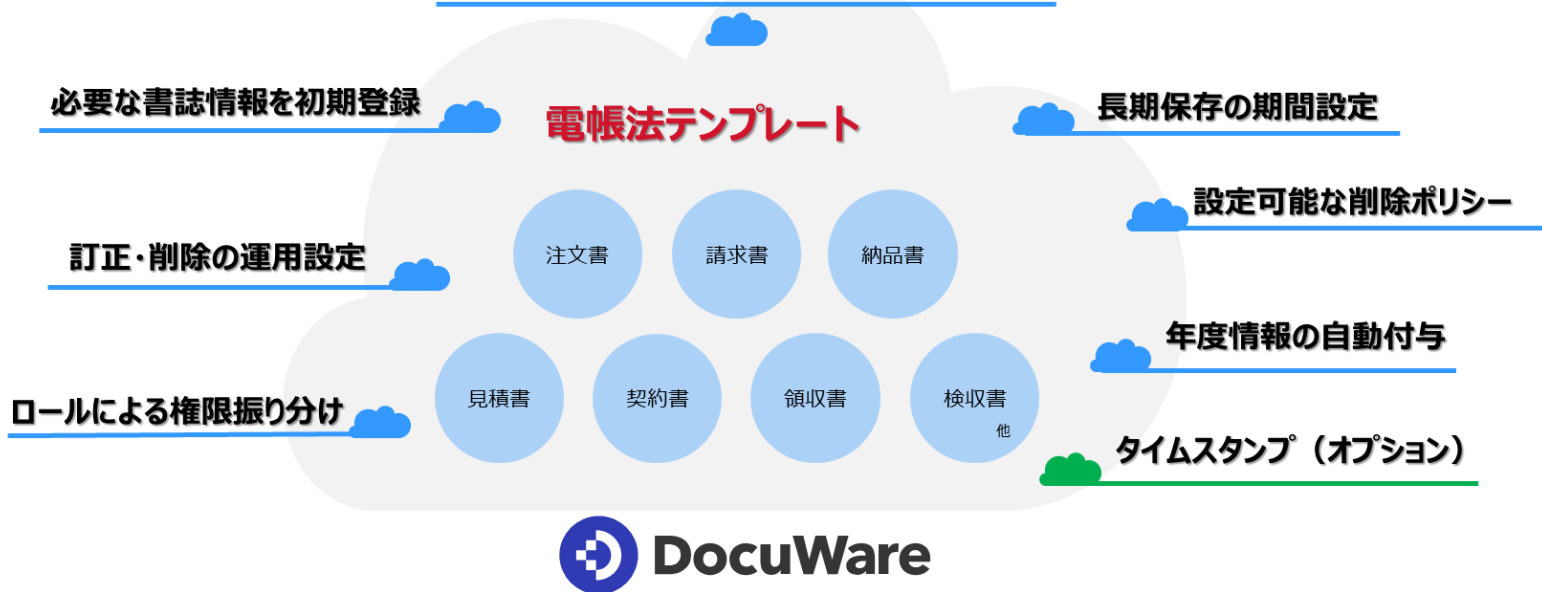 必要な書誌情報を初期登録
電帳法テンプレート
長期保存の期間設定
設定可能な削除ポリシー
訂正・削除の運用設定
注文書
請求書
納品書
年度情報の自動付与
ロールによる権限振り分け
見積書
契約書
領収書
検収書
他
タイムスタンプ（オプション）
DocuWare